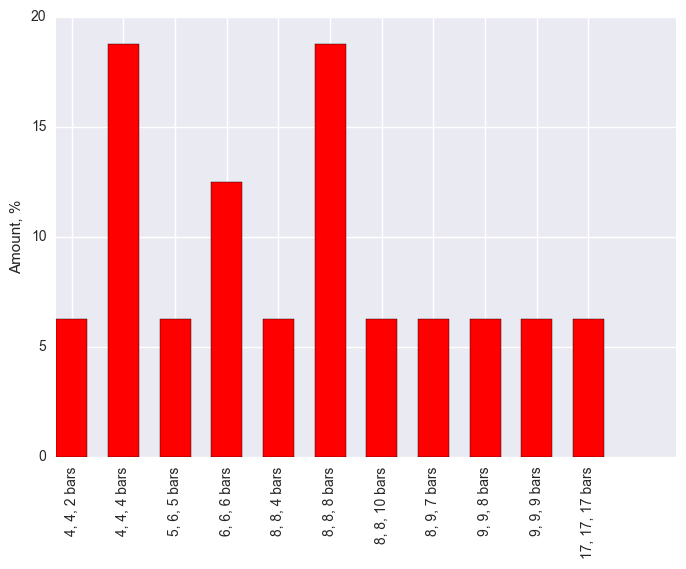 20
15
10
5
0
Amount, %
4, 4, 2 bars
4, 4, 4 bars
5, 6, 5 bars
6, 6, 6 bars
8, 8, 4 bars
8, 8, 8 bars
8, 8, 10 bars
8, 9, 7 bars
9, 9, 8 bars
9, 9, 9 bars
17, 17, 17 bars